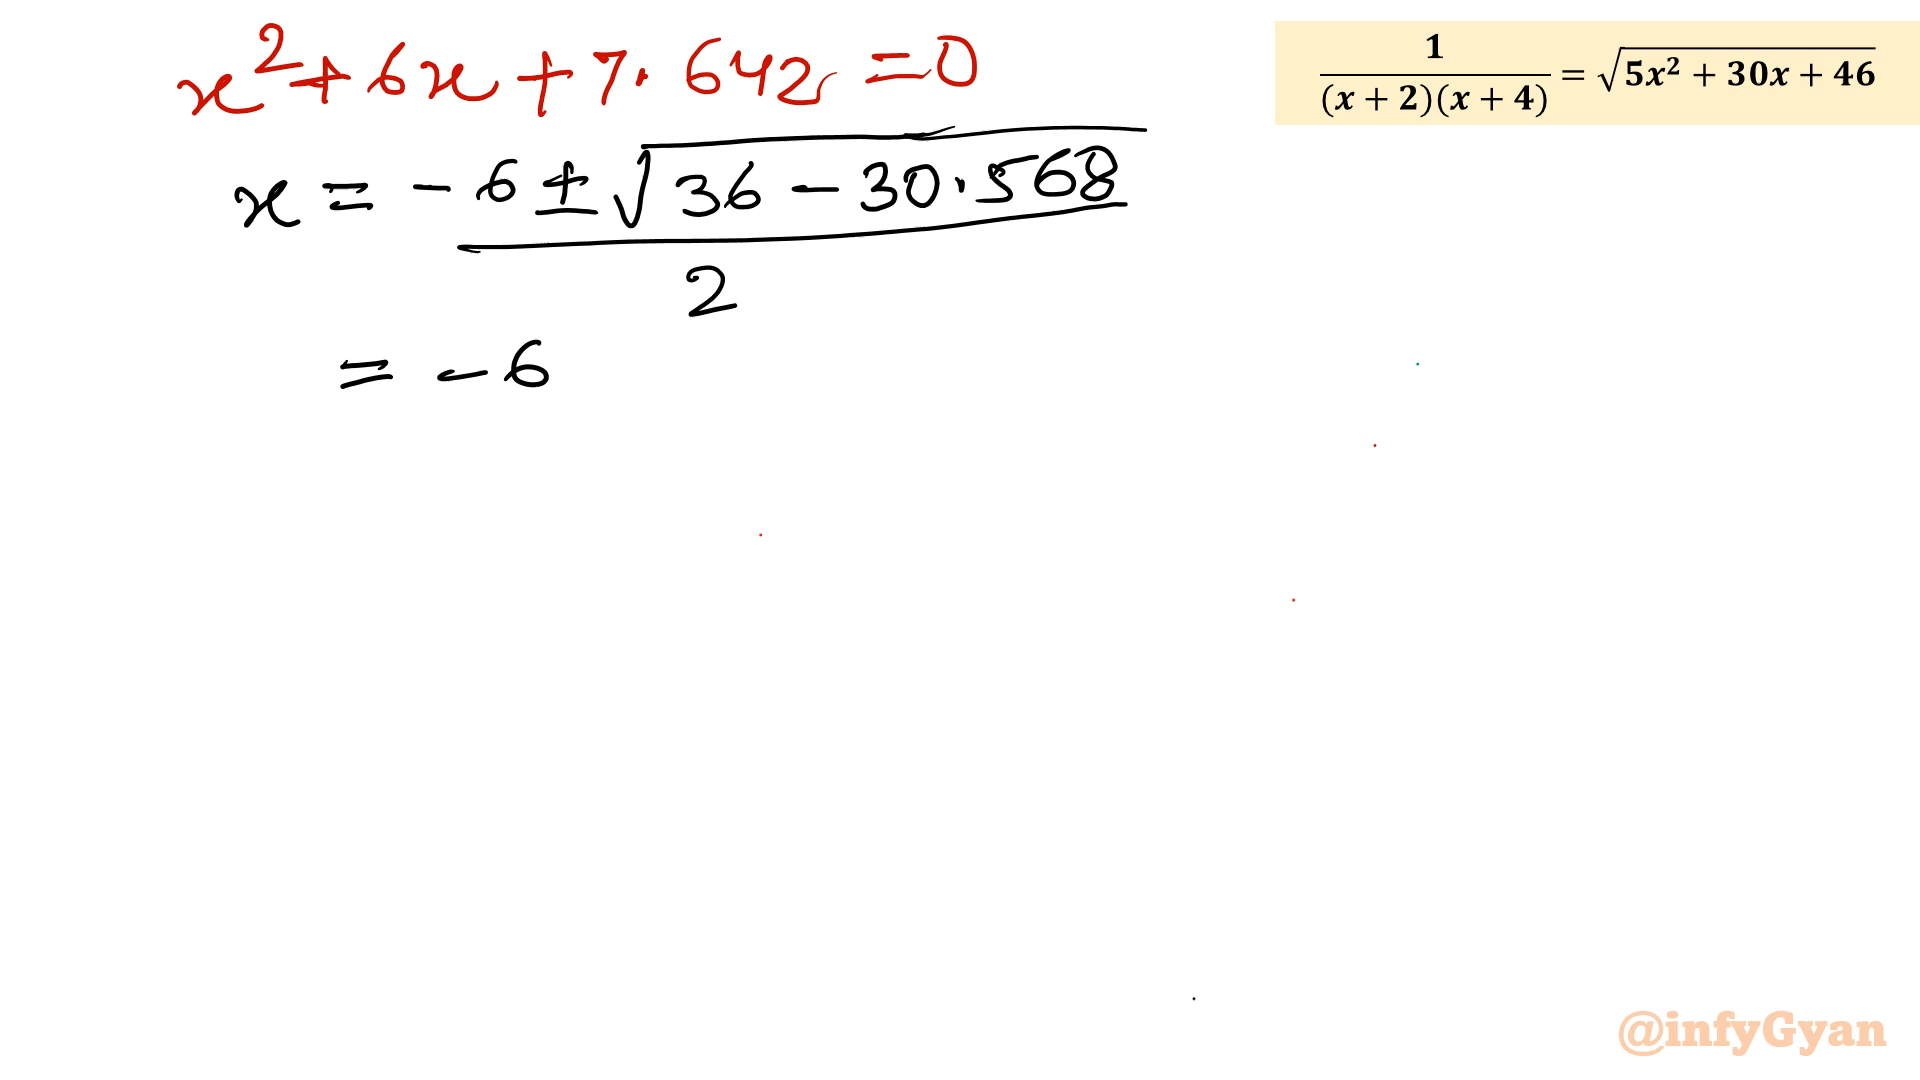 x² + 6x + 7.642 = 0
1/((x + 2)(x + 4)) = √(5x² + 30x + 46)
x = (-6 ± √(36 - 30.568))/2
= -6
@infyGyan